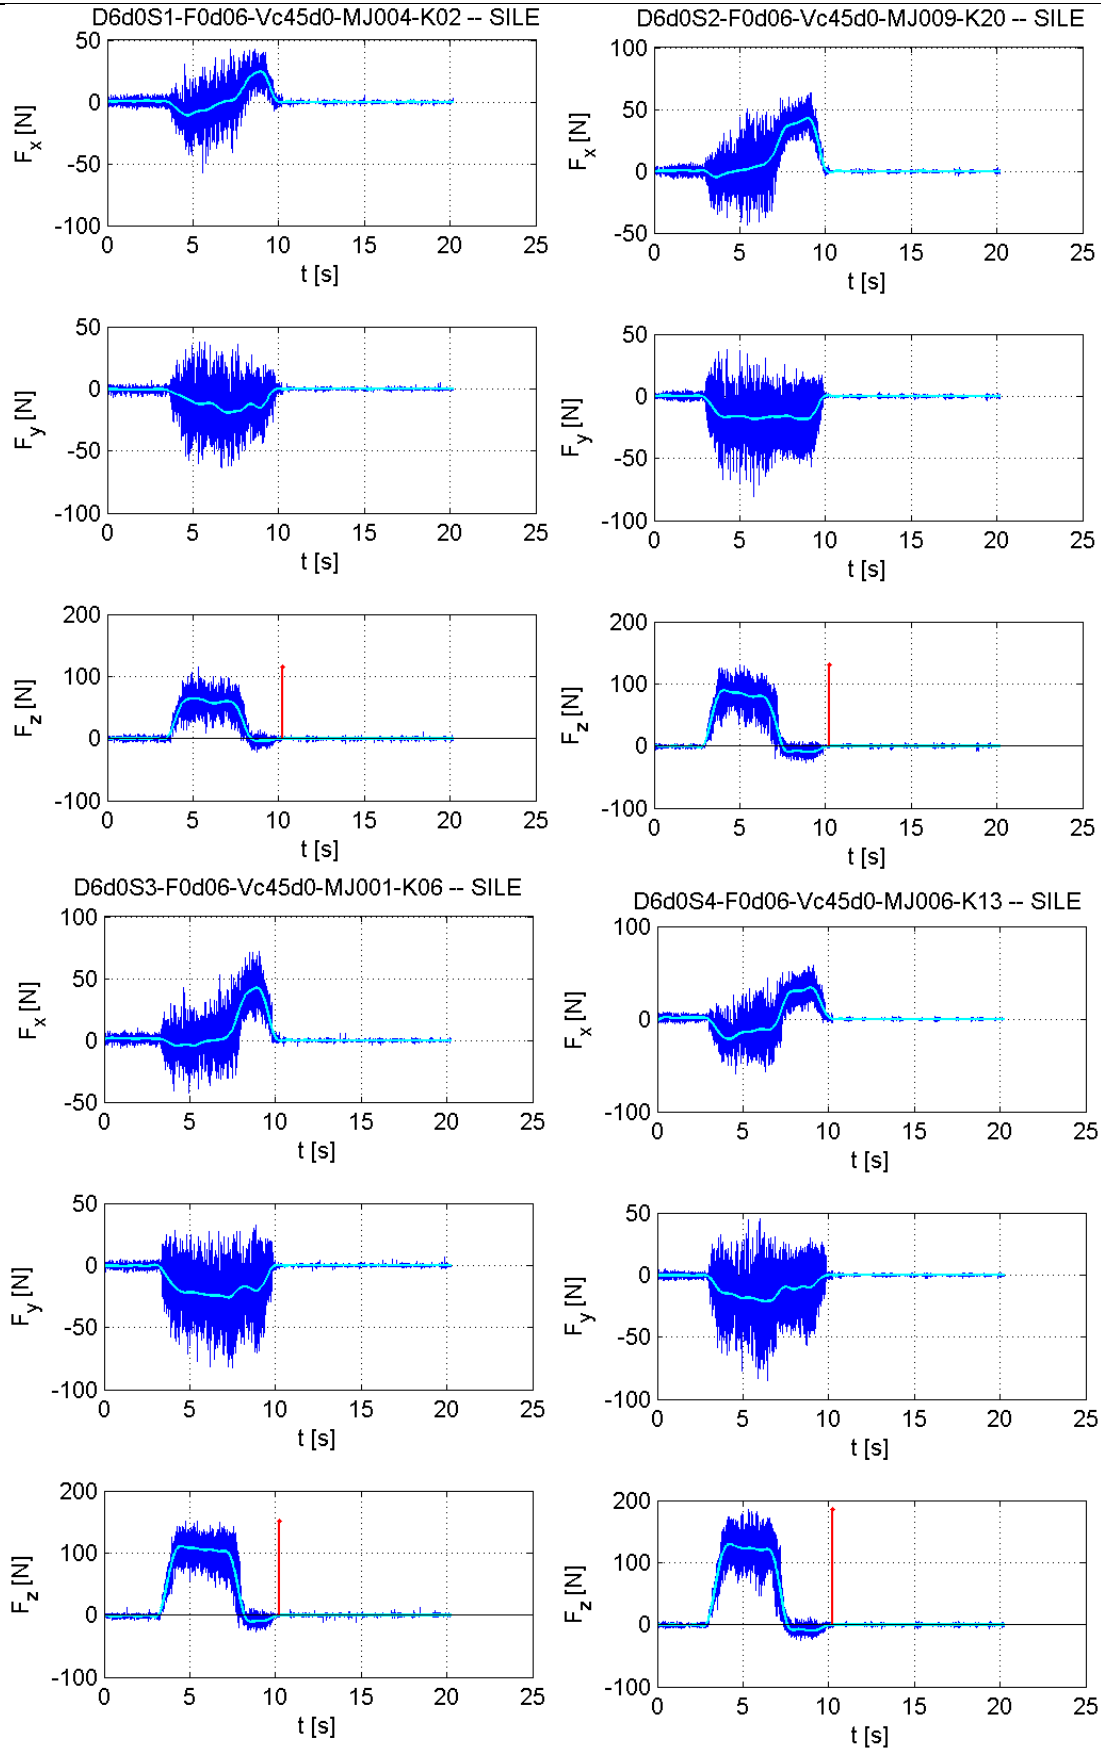 D6d0S1-F0d06-Vc45d0-MJ004-K02 -- SILE
50
0
-50
-100
F_x [N]
0 5 10 15 20 25
t [s]
50
0
-50
-100
F_y [N]
0 5 10 15 20 25
t [s]
200
100
0
-100
F_z [N]
0 5 10 15 20 25
t [s]
D6d0S2-F0d06-Vc45d0-MJ009-K20 -- SILE
100
50
0
-50
F_x [N]
0 5 10 15 20 25
t [s]
50
0
-50
-100
F_y [N]
0 5 10 15 20 25
t [s]
200
100
0
-100
F_z [N]
0 5 10 15 20 25
t [s]
D6d0S3-F0d06-Vc45d0-MJ001-K06 -- SILE
100
50
0
-50
F_x [N]
0 5 10 15 20 25
t [s]
50
0
-50
-100
F_y [N]
0 5 10 15 20 25
t [s]
200
100
0
-100
F_z [N]
0 5 10 15 20 25
t [s]
D6d0S4-F0d06-Vc45d0-MJ006-K13 -- SILE
100
0
-100
F_x [N]
0 5 10 15 20 25
t [s]
50
0
-50
-100
F_y [N]
0 5 10 15 20 25
t [s]
200
100
0
-100
F_z [N]
0 5 10 15 20 25
t [s]